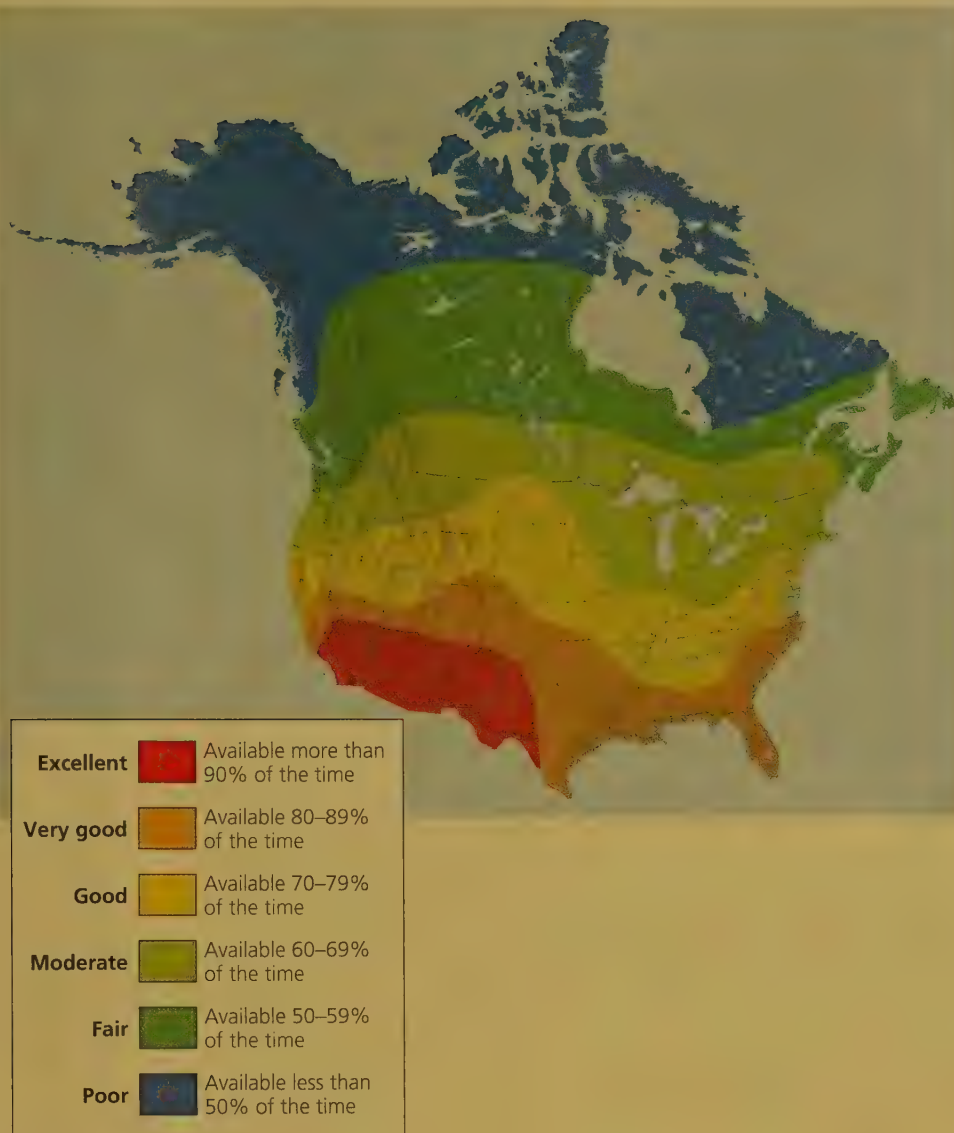 Excellent
Available more than
90% of the time
Very good
Available 80–89%
of the time
Good
Available 70–79%
of the time
Moderate
Available 60–69%
of the time
Fair
Available 50–59%
of the time
Poor
Available less than
50% of the time